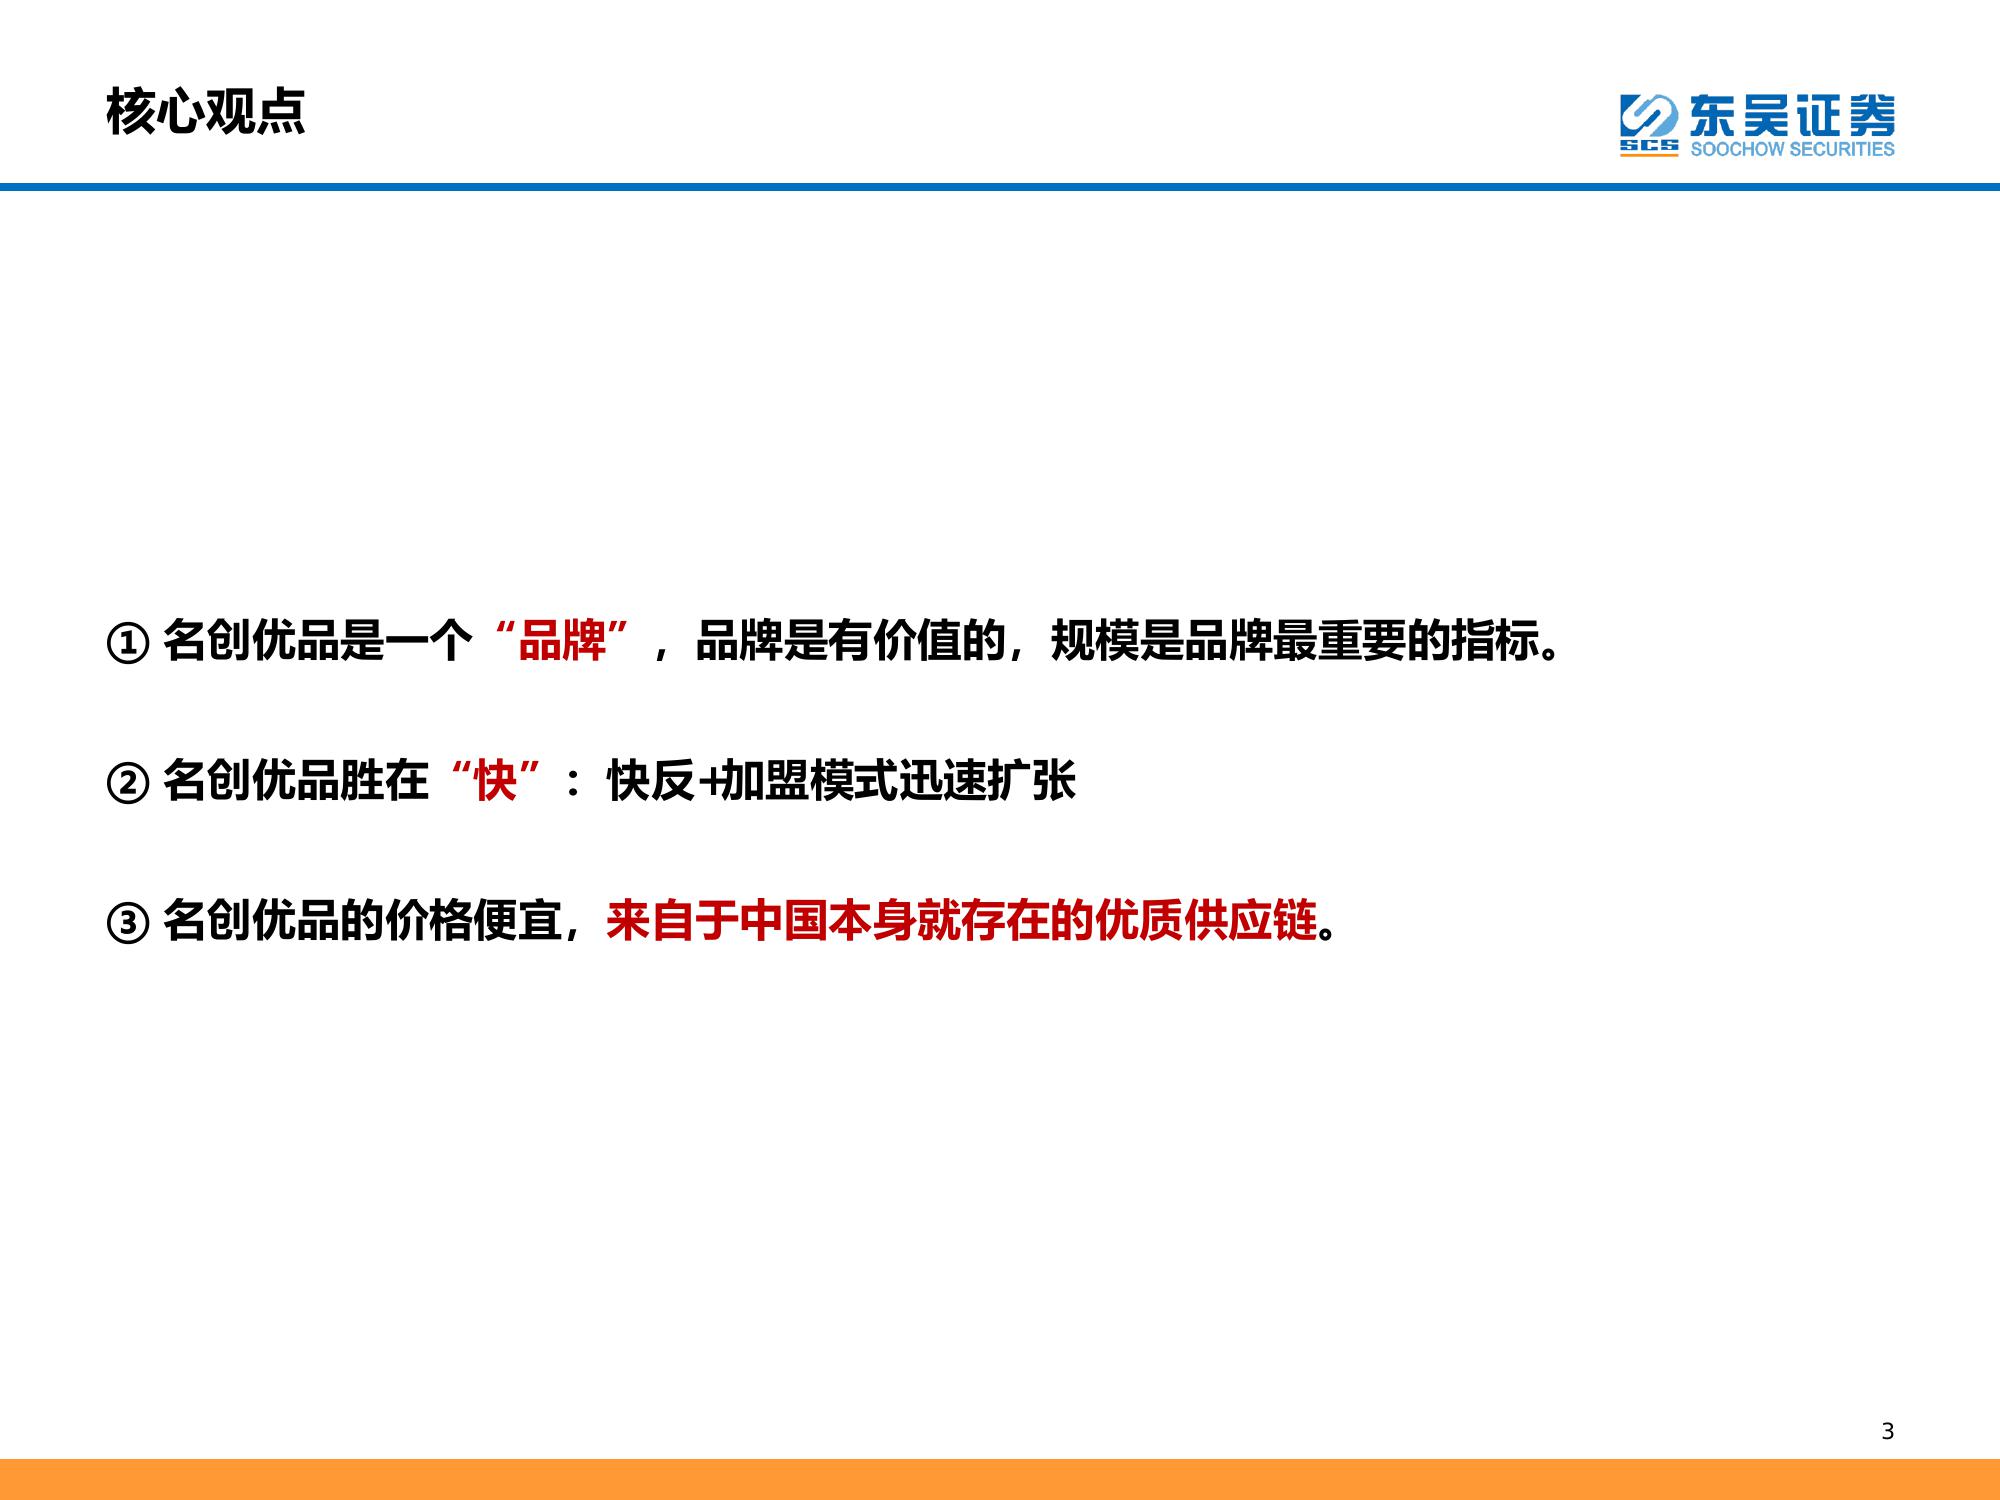 核心观点
东吴证券
SCS
SOOCHOW SECURITIES
① 名创优品是一个“品牌”，品牌是有价值的，规模是品牌最重要的指标。
② 名创优品胜在“快”：快反+加盟模式迅速扩张
③ 名创优品的价格便宜，来自于中国本身就存在的优质供应链。
3